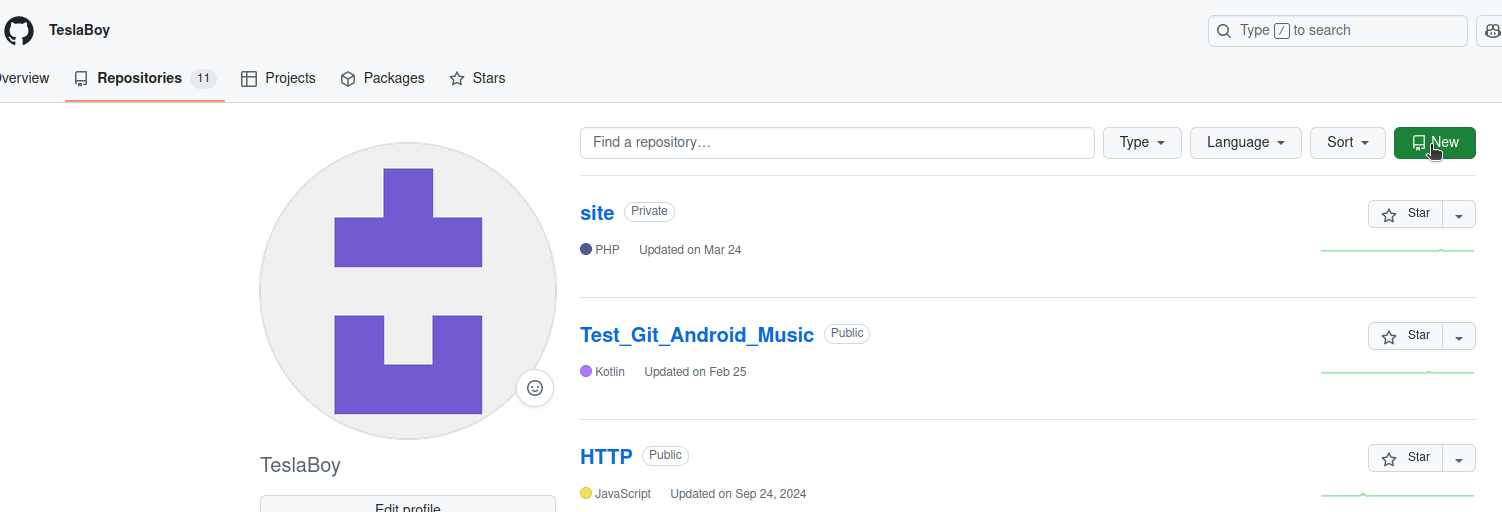 TeslaBoy
Type / to search
Overview Repositories 11 Projects Packages Stars
Find a repository… Type Language Sort New
site Private Star
PHP Updated on Mar 24
Test_Git_Android_Music Public Star
Kotlin Updated on Feb 25
HTTP Public Star
JavaScript Updated on Sep 24, 2024
TeslaBoy
Edit profile